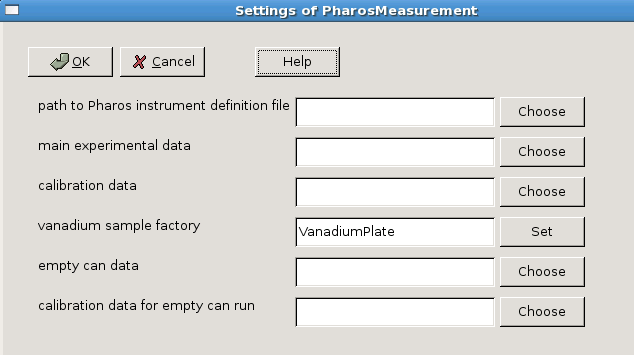 Settings of PharosMeasurement
OK Cancel Help
path to Pharos instrument definition file Choose
main experimental data Choose
calibration data Choose
vanadium sample factory VanadiumPlate Set
empty can data Choose
calibration data for empty can run Choose